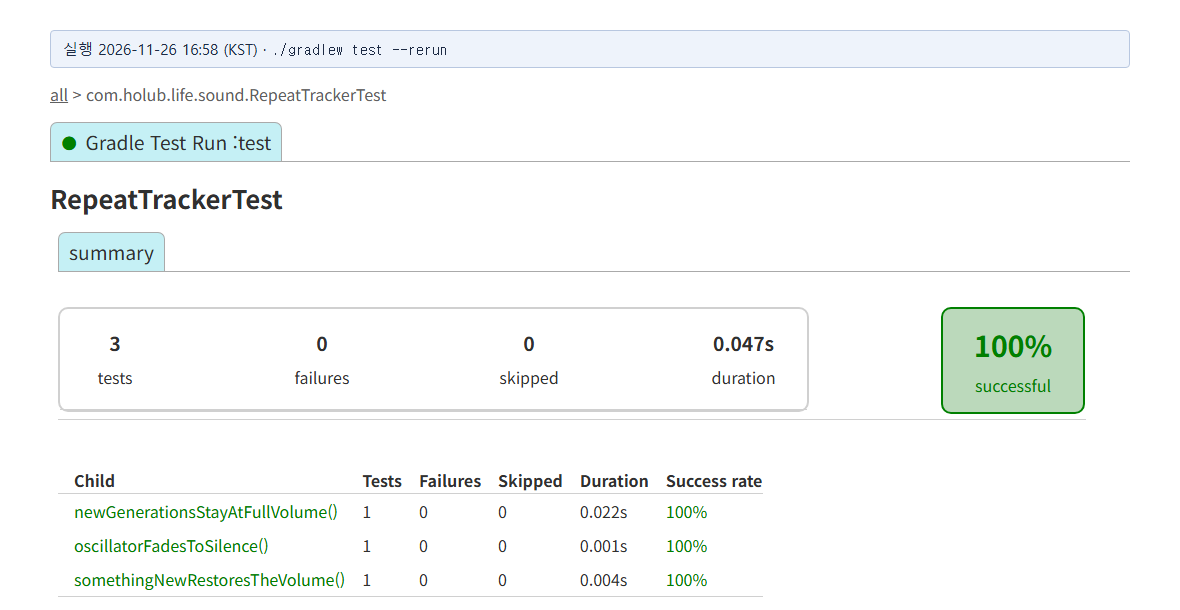 실행 2026-11-26 16:58 (KST) · ./gradlew test --rerun
all > com.holub.life.sound.RepeatTrackerTest
Gradle Test Run :test
RepeatTrackerTest
summary
3 0 0 0.047s
tests failures skipped duration
100%
successful
Child Tests Failures Skipped Duration Success rate
newGenerationsStayAtFullVolume() 1 0 0 0.022s 100%
oscillatorFadesToSilence() 1 0 0 0.001s 100%
somethingNewRestoresTheVolume() 1 0 0 0.004s 100%